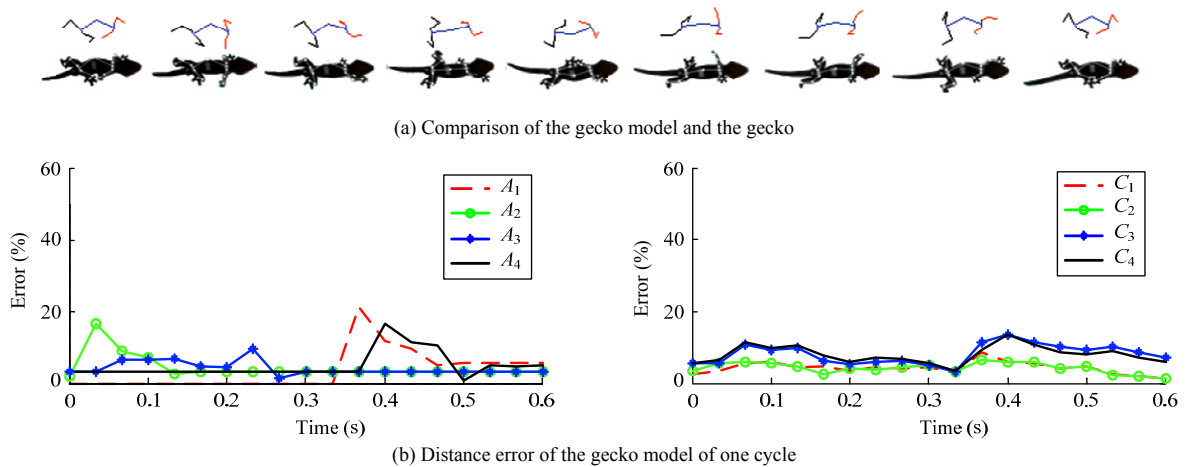 (a) Comparison of the gecko model and the gecko
60
40
20
0
Error (%)
0 0.1 0.2 0.3 0.4 0.5 0.6
Time (s)
A1
A2
A3
A4
60
40
20
0
Error (%)
0 0.1 0.2 0.3 0.4 0.5 0.6
Time (s)
C1
C2
C3
C4
(b) Distance error of the gecko model of one cycle